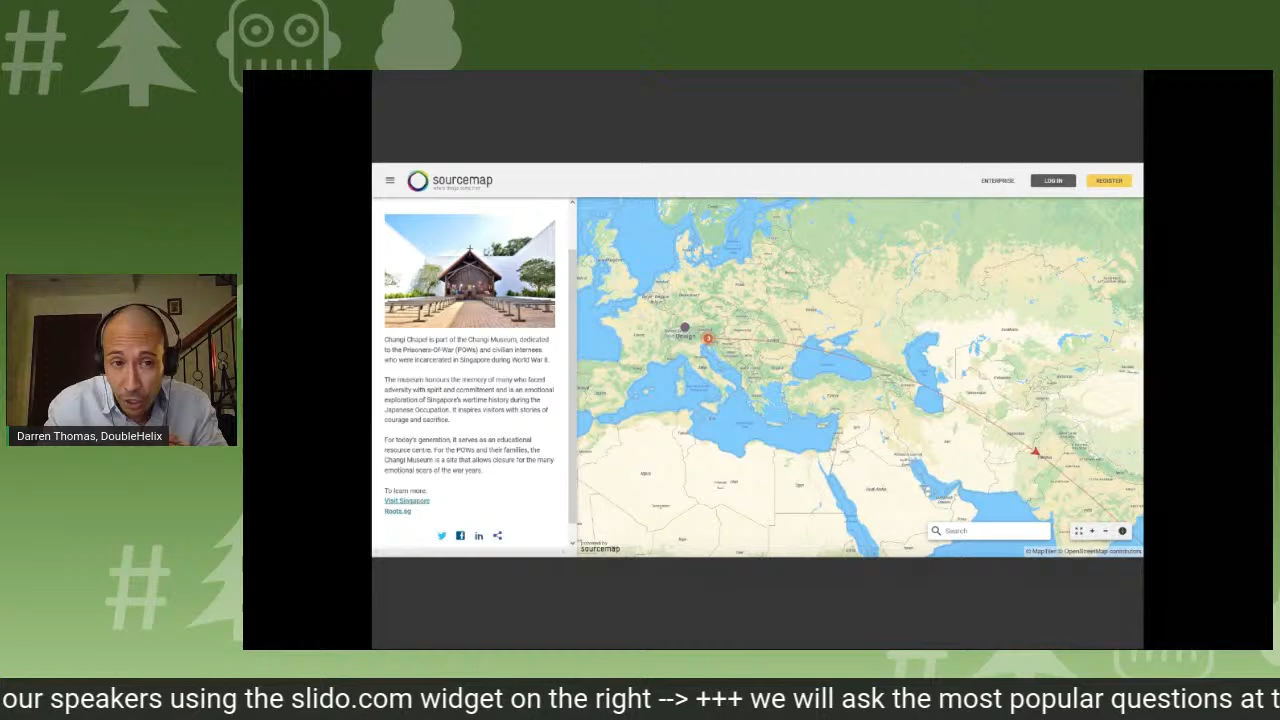 sourcemap
ENTERPRISE
LOG IN
REGISTER
Changi Chapel is part of the Changi Museum, dedicated
to the Prisoners-Of-War (POWs) and civilian internees
who were incarcerated in Singapore during World War II.
The museum honours the memory of many who faced
adversity with spirit and commitment and is an emotional
exploration of Singapore's wartime history during the
Japanese Occupation. It inspires visitors with stories of
courage and sacrifice.
For today's generation, it serves as an educational
resource centre. For the POWs and their families, the
Changi Museum is a site that allows closure for the many
emotional scars of the war years.
To learn more:
Visit Singapore
Roots.sg
powered by
sourcemap
Search
© MapTiler © OpenStreetMap contributors
Darren Thomas, DoubleHelix
our speakers using the slido.com widget on the right --> +++ we will ask the most popular questions at t